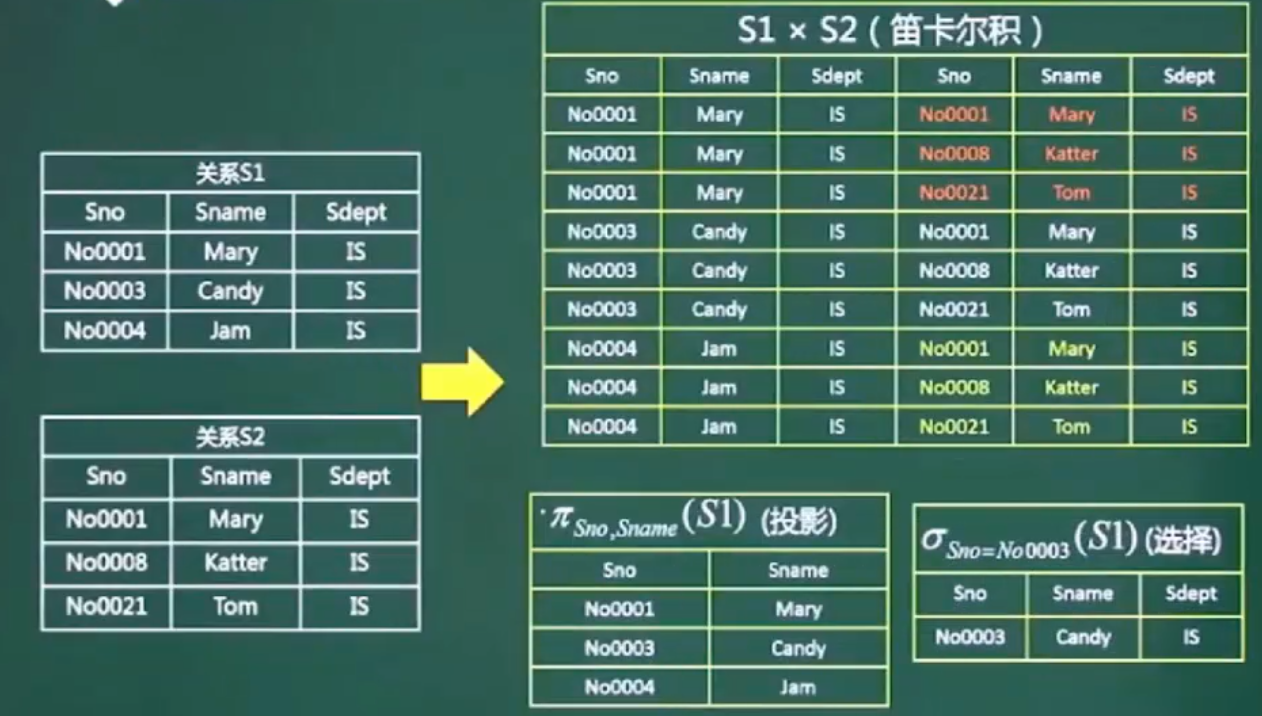 关系S1
Sno Sname Sdept
No0001 Mary IS
No0003 Candy IS
No0004 Jam IS
关系S2
Sno Sname Sdept
No0001 Mary IS
No0008 Katter IS
No0021 Tom IS
S1 × S2（笛卡尔积）
Sno Sname Sdept Sno Sname Sdept
No0001 Mary IS No0001 Mary IS
No0001 Mary IS No0008 Katter IS
No0001 Mary IS No0021 Tom IS
No0003 Candy IS No0001 Mary IS
No0003 Candy IS No0008 Katter IS
No0003 Candy IS No0021 Tom IS
No0004 Jam IS No0001 Mary IS
No0004 Jam IS No0008 Katter IS
No0004 Jam IS No0021 Tom IS
π Sno,Sname (S1) (投影)
Sno Sname
No0001 Mary
No0003 Candy
No0004 Jam
σ Sno=No0003 (S1) (选择)
Sno Sname Sdept
No0003 Candy IS